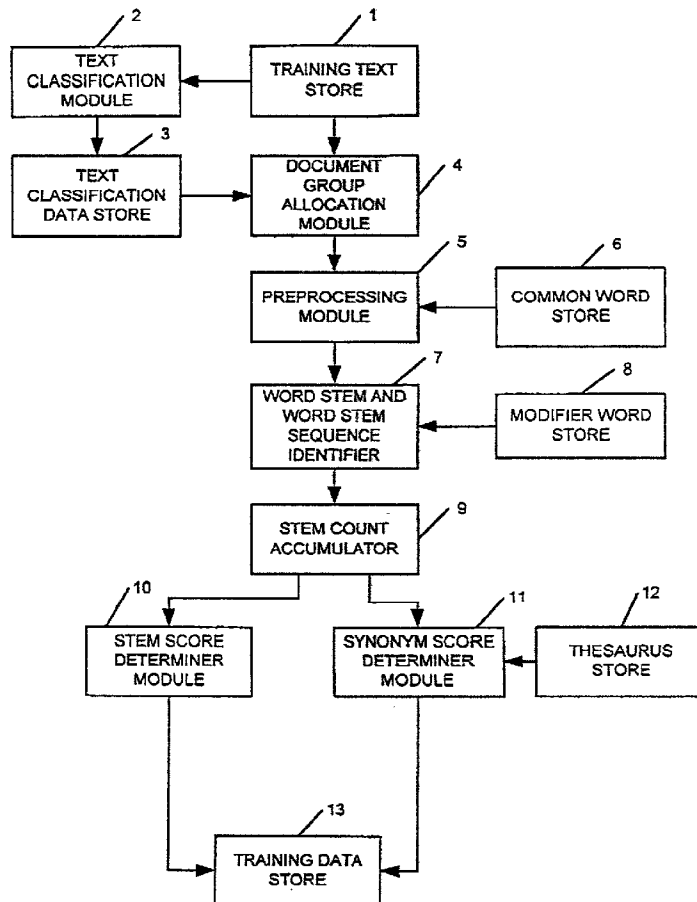 2
1
TEXT
CLASSIFICATION
MODULE
TRAINING TEXT
STORE
3
TEXT
CLASSIFICATION
DATA STORE
DOCUMENT
GROUP
ALLOCATION
MODULE
4
5
6
PREPROCESSING
MODULE
COMMON WORD
STORE
7
8
WORD STEM AND
WORD STEM
SEQUENCE
IDENTIFIER
MODIFIER WORD
STORE
9
STEM COUNT
ACCUMULATOR
10
11
12
STEM SCORE
DETERMINER
MODULE
SYNONYM SCORE
DETERMINER
MODULE
THESAURUS
STORE
13
TRAINING DATA
STORE